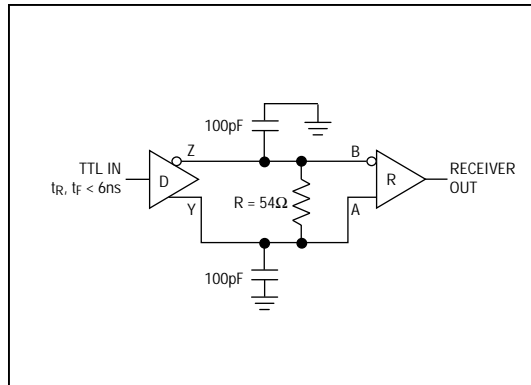 100pF
Z
B
TTL IN
tR, tF < 6ns
D
R
RECEIVER
OUT
R = 54Ω
Y
A
100pF